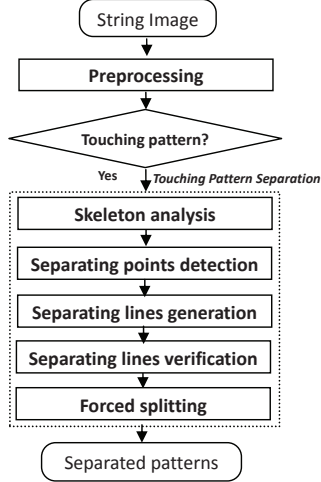 String Image
Preprocessing
Touching pattern?
Yes
Touching Pattern Separation
Skeleton analysis
Separating points detection
Separating lines generation
Separating lines verification
Forced splitting
Separated patterns